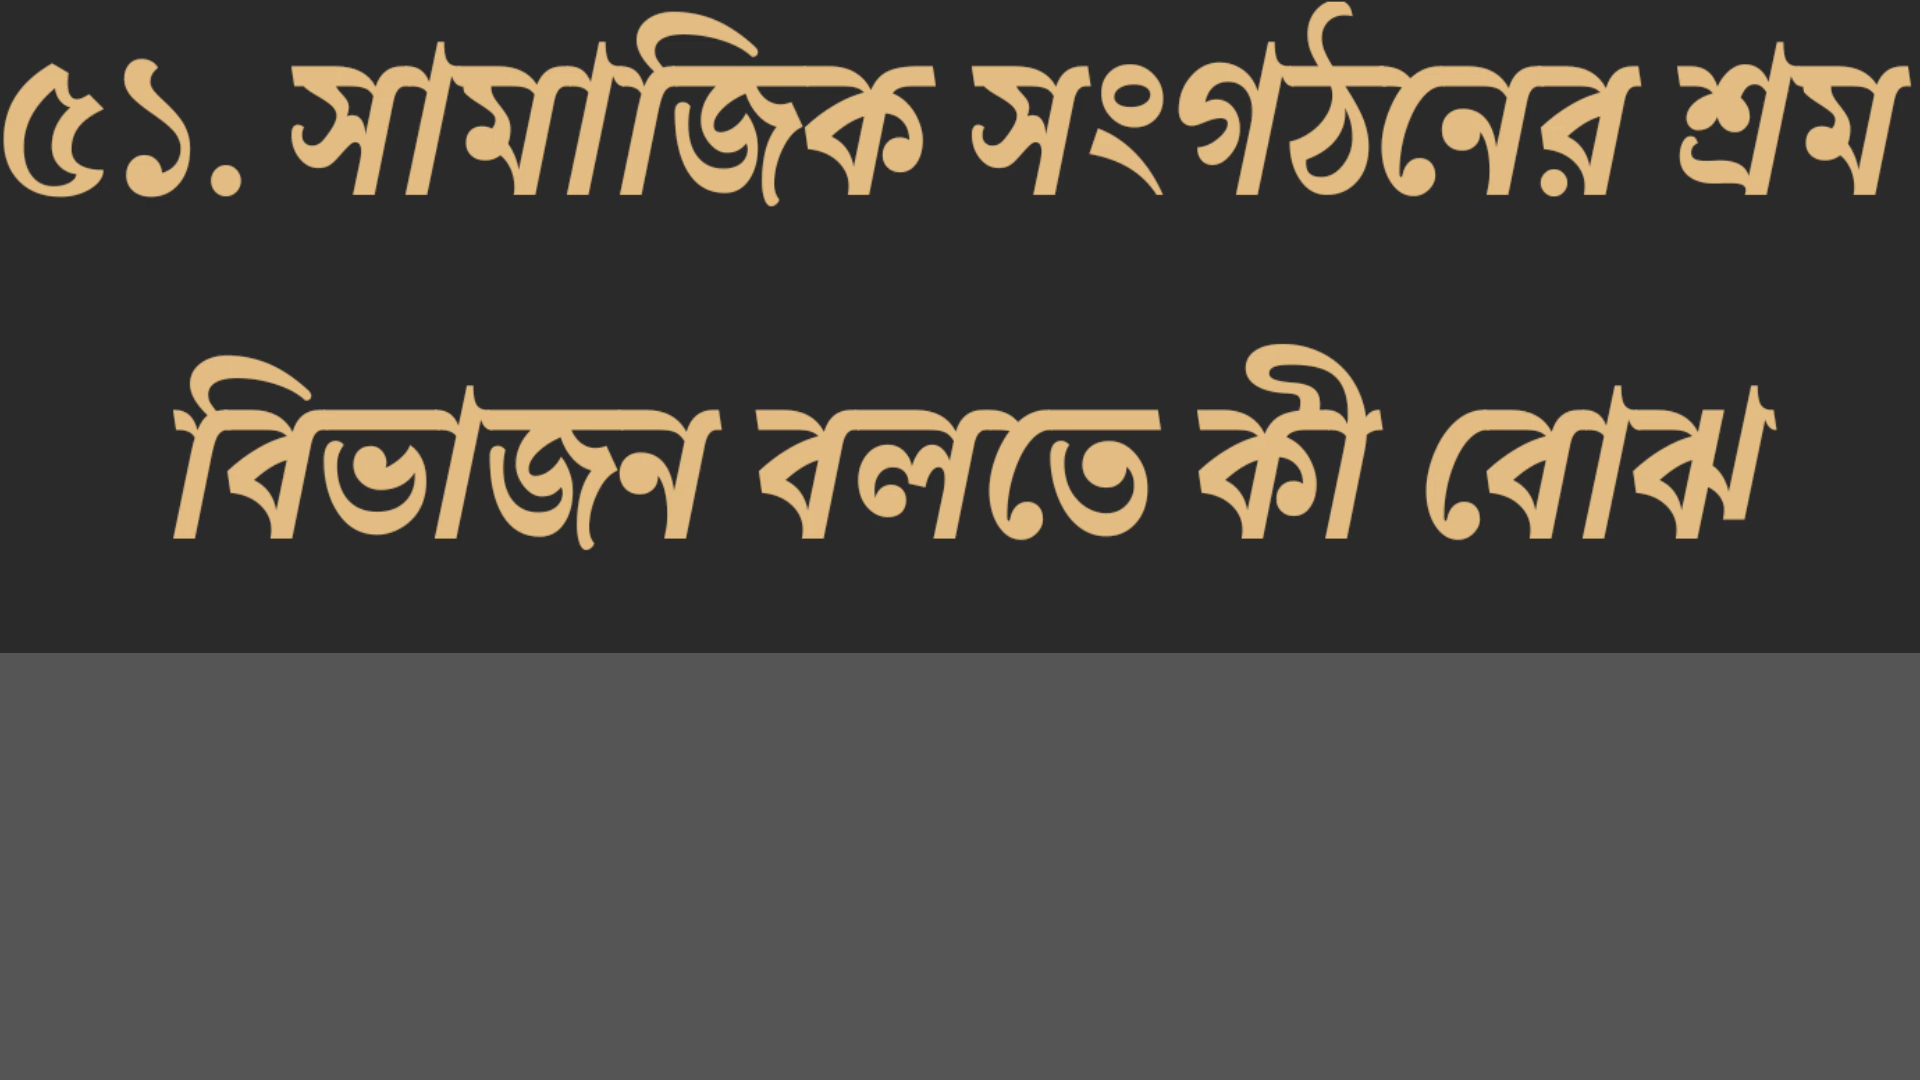 ৫১. সামাজিক সংগঠনের শ্রম
বিভাজন বলতে কী বোঝ